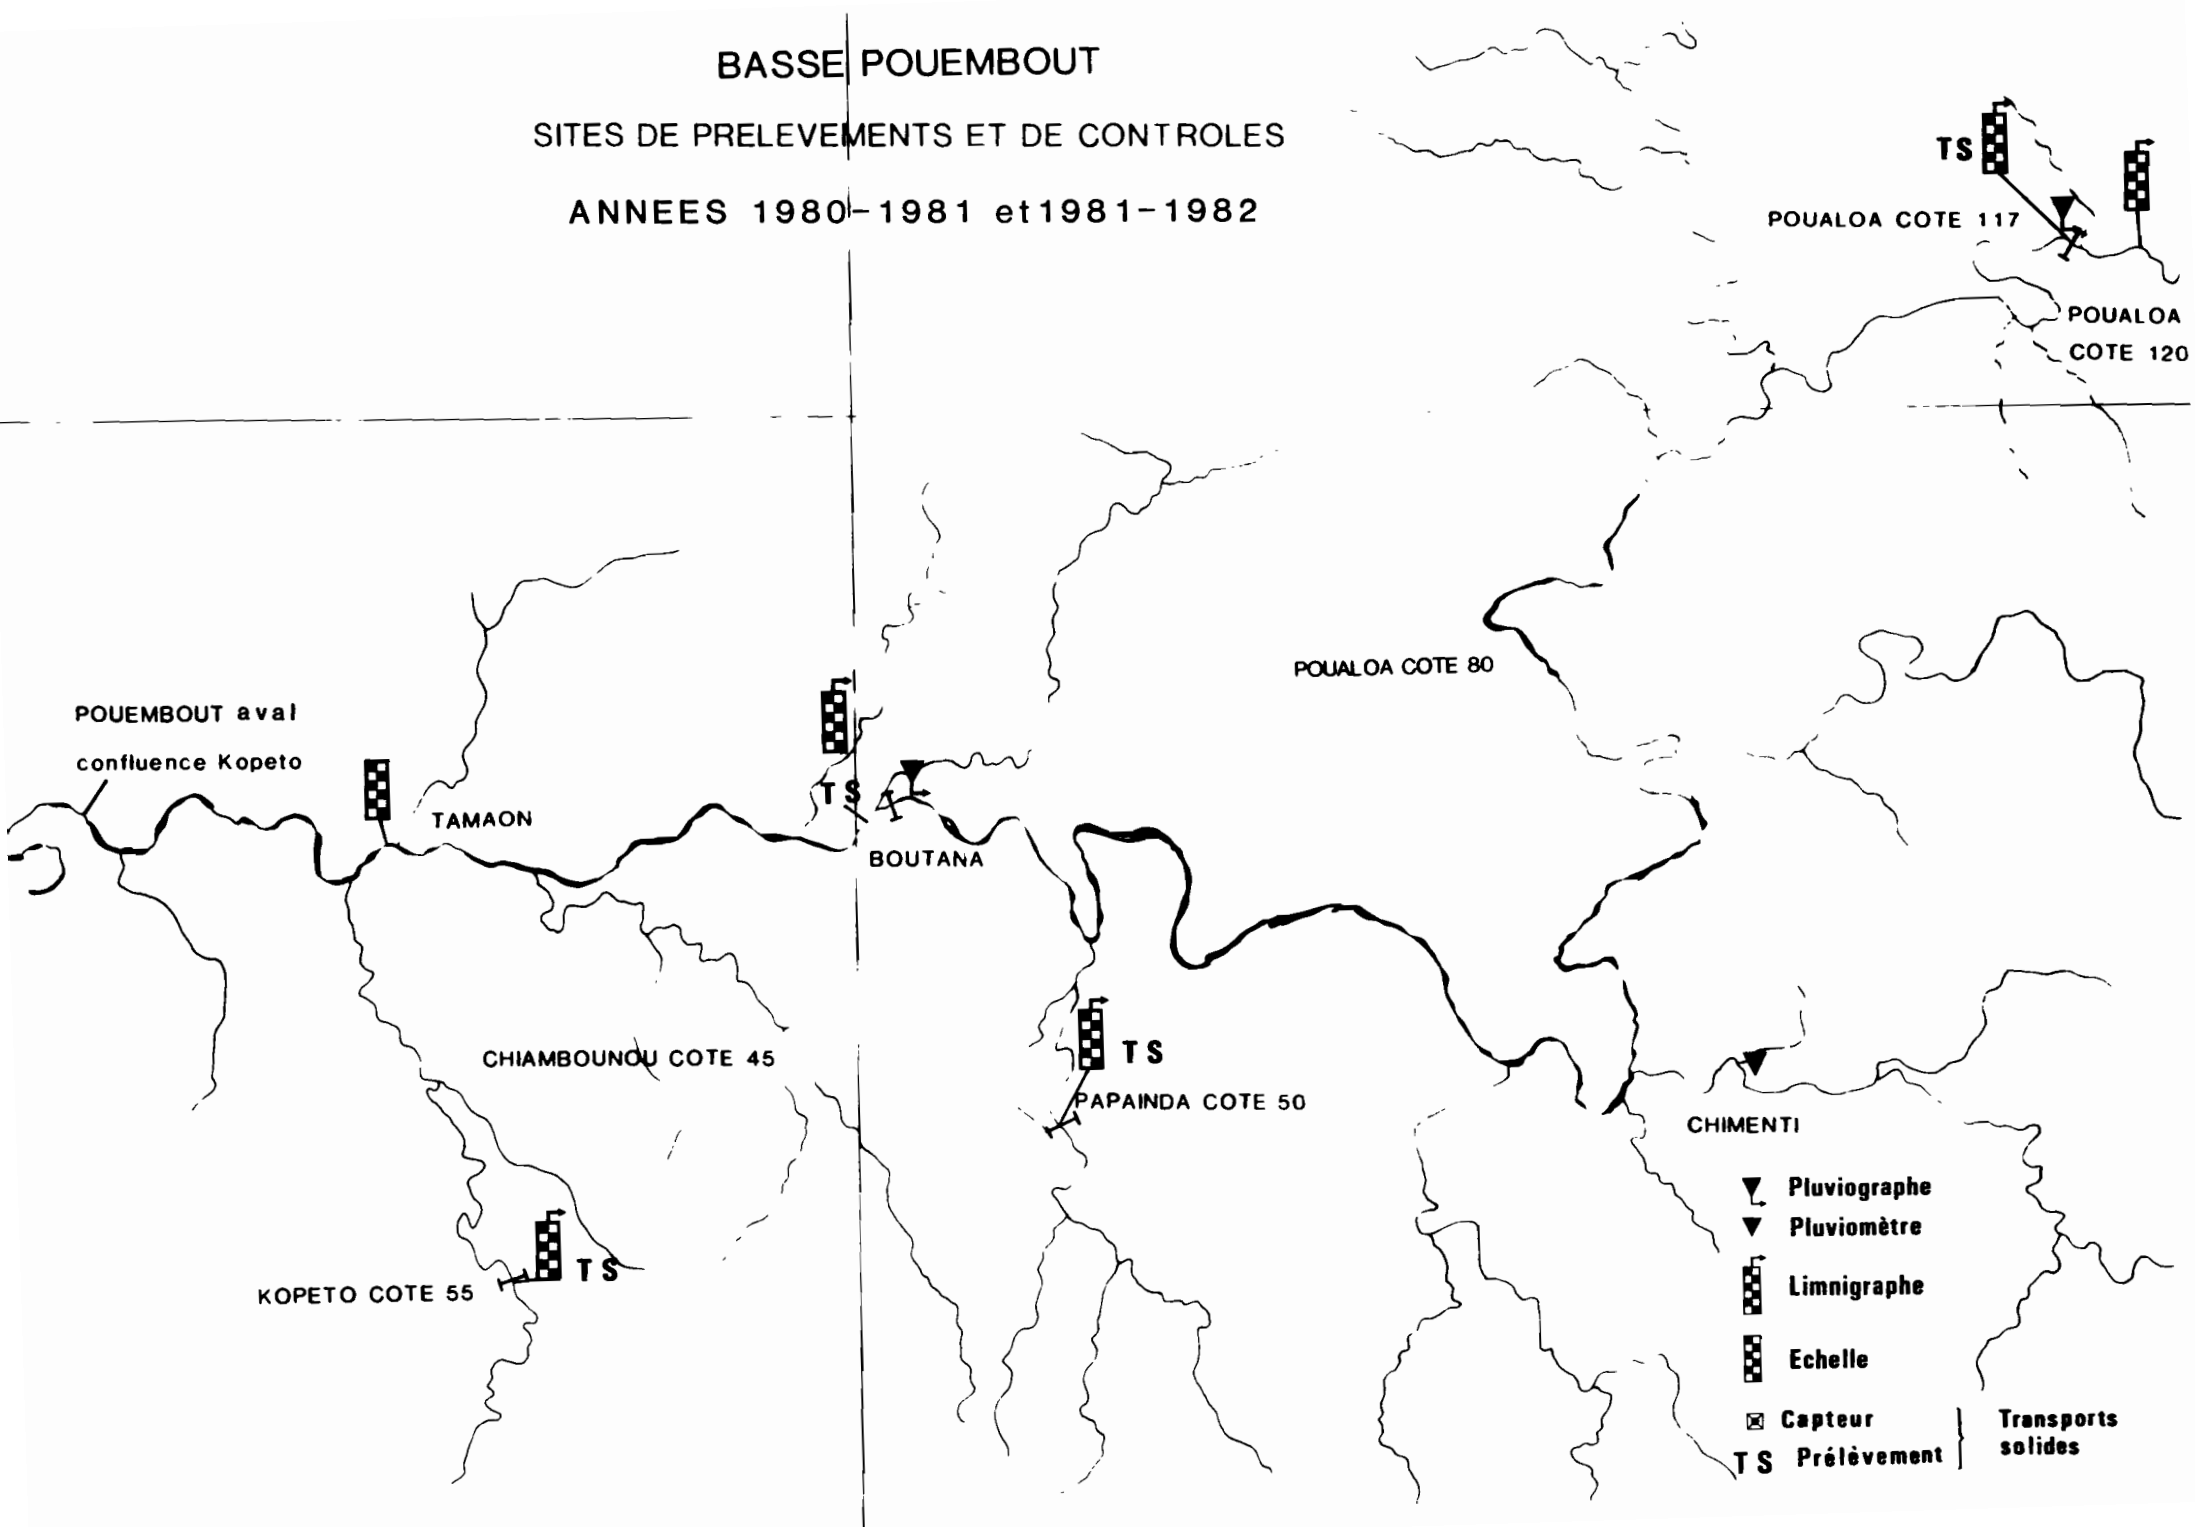 BASSE POUEMBOUT
SITES DE PRELEVEMENTS ET DE CONTROLES
ANNEES 1980-1981 et 1981-1982
TS
POUALOA COTE 117
POUALOA
COTE 120
POUALOA COTE 80
POUEMBOUT aval
confluence Kopeto
TAMAON
TS
BOUTANA
CHIAMBOUNOU COTE 45
TS
PAPAINDA COTE 50
CHIMENTI
KOPETO COTE 55
TS
Pluviographe
Pluviomètre
Limnigraphe
Echelle
Capteur
TS Prélèvement
Transports
solides